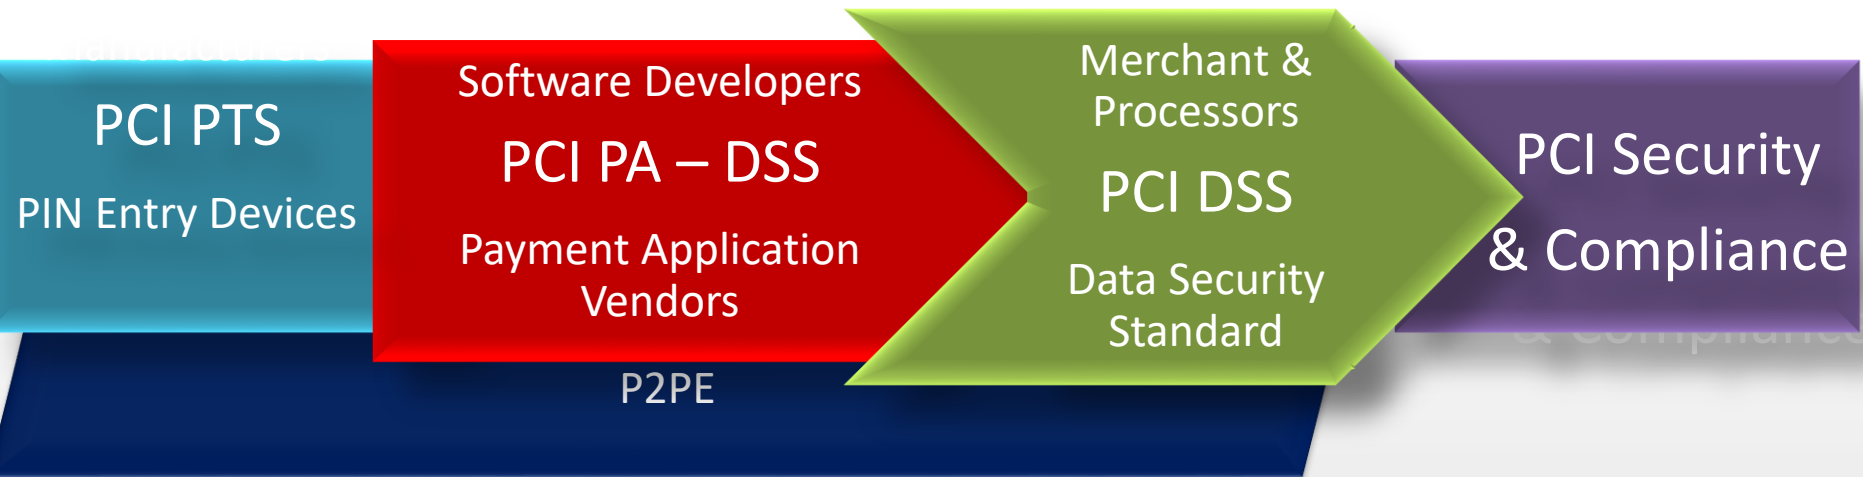 PCI PTS
PIN Entry Devices
Software Developers
PCI PA – DSS
Payment Application
Vendors
Merchant &
Processors
PCI DSS
Data Security
Standard
PCI Security
& Compliance
P2PE